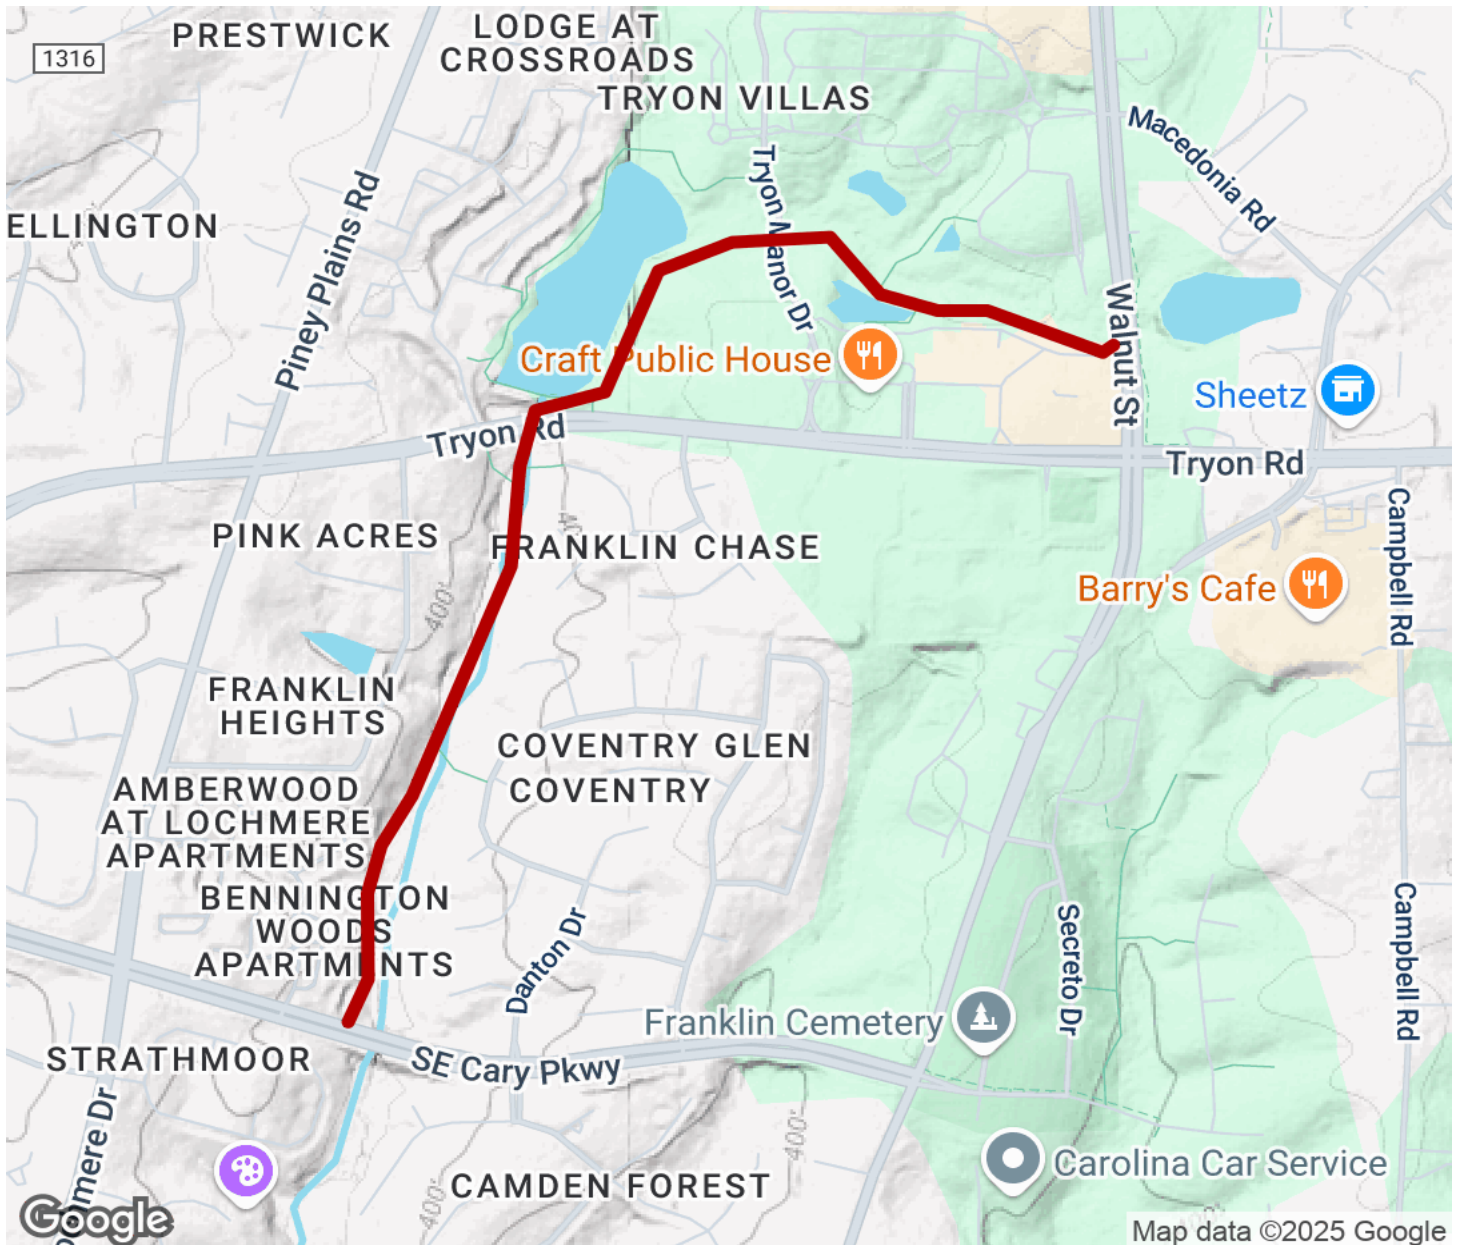 PRESTWICK
LODGE AT
CROSSROADS
1316
TRYON VILLAS
Macedonia Rd
Tryon Manor Dr
Piney Plains Rd
ELLINGTON
Walnut St
Craft Public House
Sheetz
Tryon Rd
Tryon Rd
Campbell Rd
PINK ACRES
400'
FRANKLIN CHASE
Barry's Cafe
400'
FRANKLIN
HEIGHTS
COVENTRY GLEN
COVENTRY
AMBERWOOD
AT LOCHMERE
APARTMENTS
BENNINGTON
WOODS
APARTMENTS
Danton Dr
Secreto Dr
Campbell Rd
Franklin Cemetery
STRATHMOOR
SE Cary Pkwy
400'
Carolina Car Service
CAMDEN FOREST
400'
Google
Map data ©2025 Google